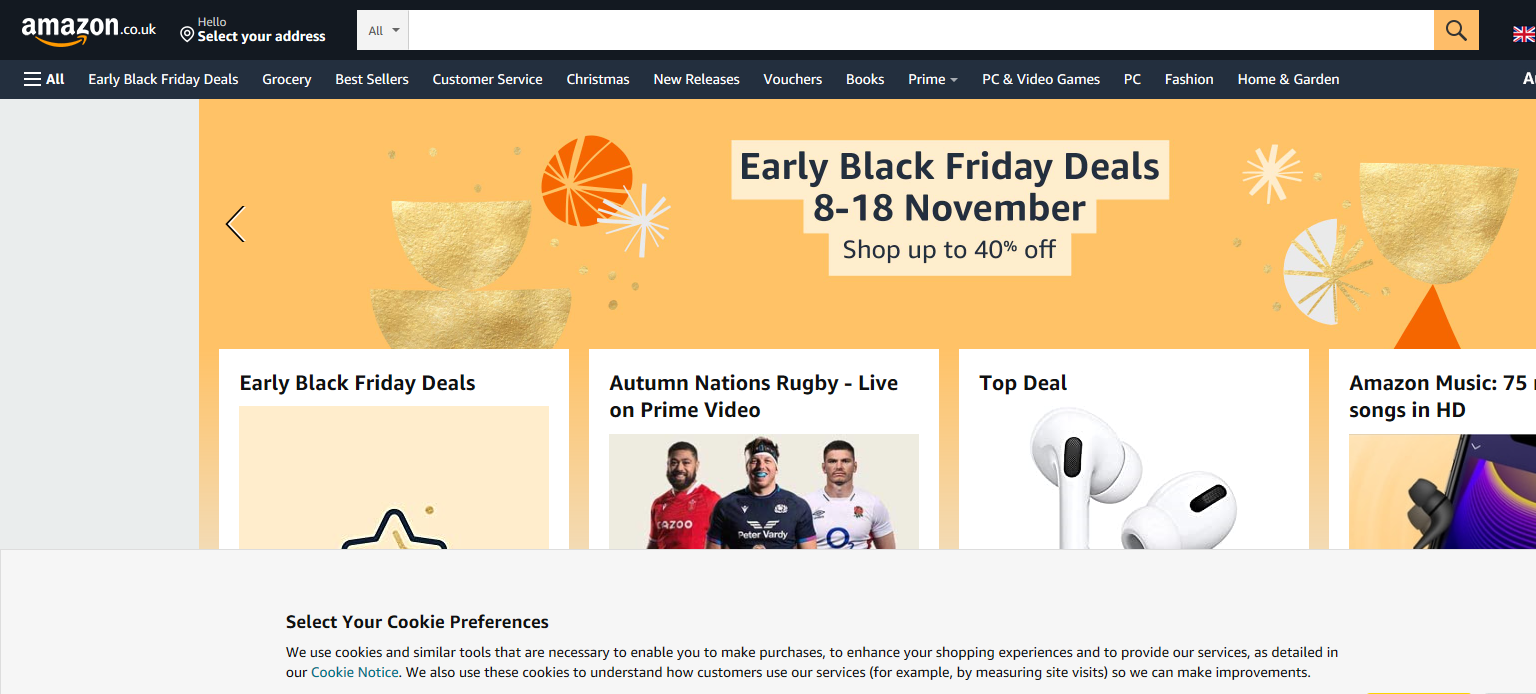 amazon.co.uk
Hello
Select your address
All
All
Early Black Friday Deals
Grocery
Best Sellers
Customer Service
Christmas
New Releases
Vouchers
Books
Prime
PC & Video Games
PC
Fashion
Home & Garden
Early Black Friday Deals
8-18 November
Shop up to 40% off
Early Black Friday Deals
Autumn Nations Rugby - Live
on Prime Video
CAZOO
Peter Vardy
O2
Top Deal
Amazon Music: 75
songs in HD
Select Your Cookie Preferences
We use cookies and similar tools that are necessary to enable you to make purchases, to enhance your shopping experiences and to provide our services, as detailed in
our Cookie Notice. We also use these cookies to understand how customers use our services (for example, by measuring site visits) so we can make improvements.